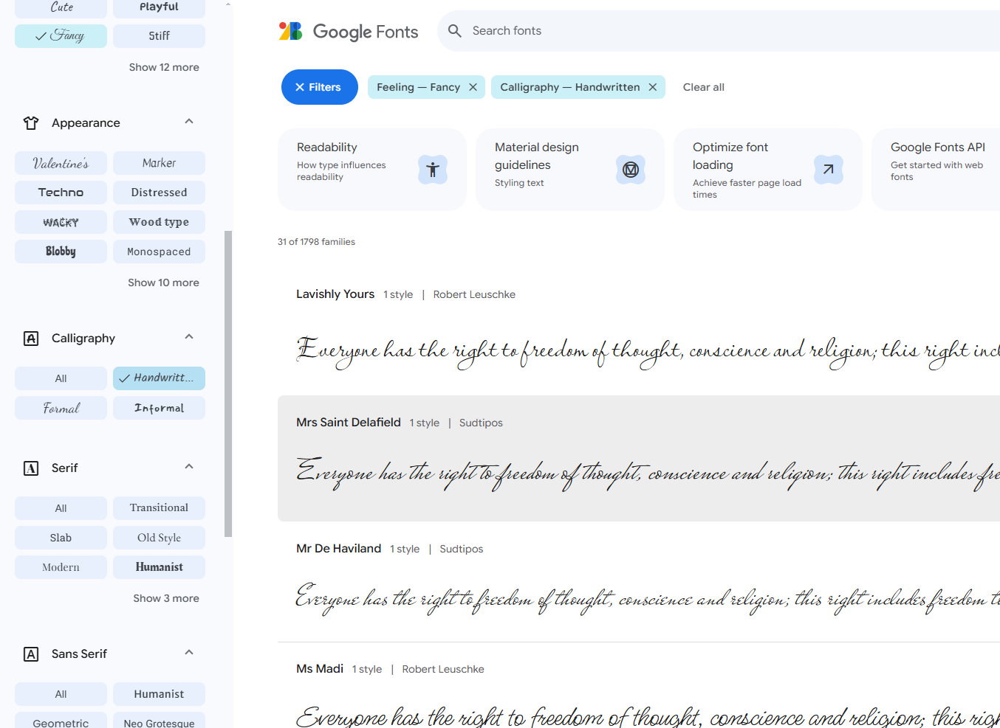 Cute
Playful
Fancy
Stiff
Show 12 more
Appearance
Valentine's
Marker
Techno
Distressed
Wacky
Wood type
Blobby
Monospaced
Show 10 more
Calligraphy
All
Handwritt...
Formal
Informal
Serif
All
Transitional
Slab
Old Style
Modern
Humanist
Show 3 more
Sans Serif
All
Humanist
Geometric
Neo Grotesque
Google Fonts
Search fonts
Filters
Feeling — Fancy
Calligraphy — Handwritten
Clear all
Readability
How type influences
readability
Material design
guidelines
Styling text
Optimize font
loading
Achieve faster page load
times
Google Fonts API
Get started with web
fonts
31 of 1798 families
Lavishly Yours 1 style | Robert Leuschke
Everyone has the right to freedom of thought, conscience and religion; this right incl
Mrs Saint Delafield 1 style | Sudtipos
Everyone has the right to freedom of thought, conscience and religion; this right includes fre
Mr De Haviland 1 style | Sudtipos
Everyone has the right to freedom of thought, conscience and religion; this right includes freedom to
Ms Madi 1 style | Robert Leuschke
Everyone has the right to freedom of thought, conscience and religion; this righ